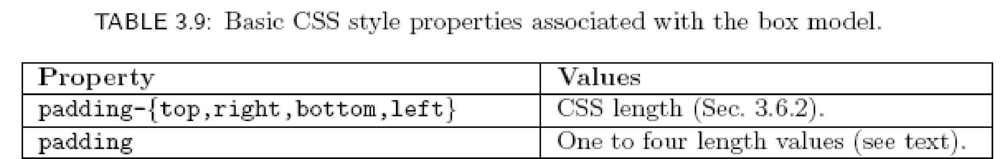 TABLE 3.9: Basic CSS style properties associated with the box model.
Property Values
padding-{top,right,bottom,left} CSS length (Sec. 3.6.2).
padding One to four length values (see text).